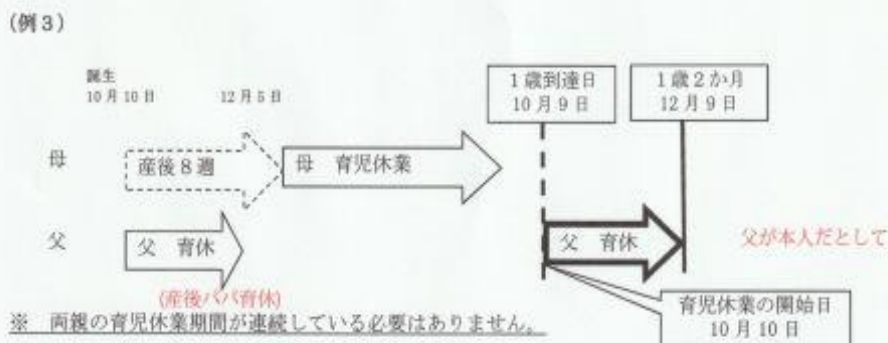 (例3)
誕生
10月10日
12月5日
1歳到達日
10月9日
1歳2か月
12月9日
母
産後8週
母 育児休業
父
父 育休
父 育休
父が本人だとして
(産後パパ育休)
育児休業の開始日
10月10日
※ 両親の育児休業期間が連続している必要はありません。